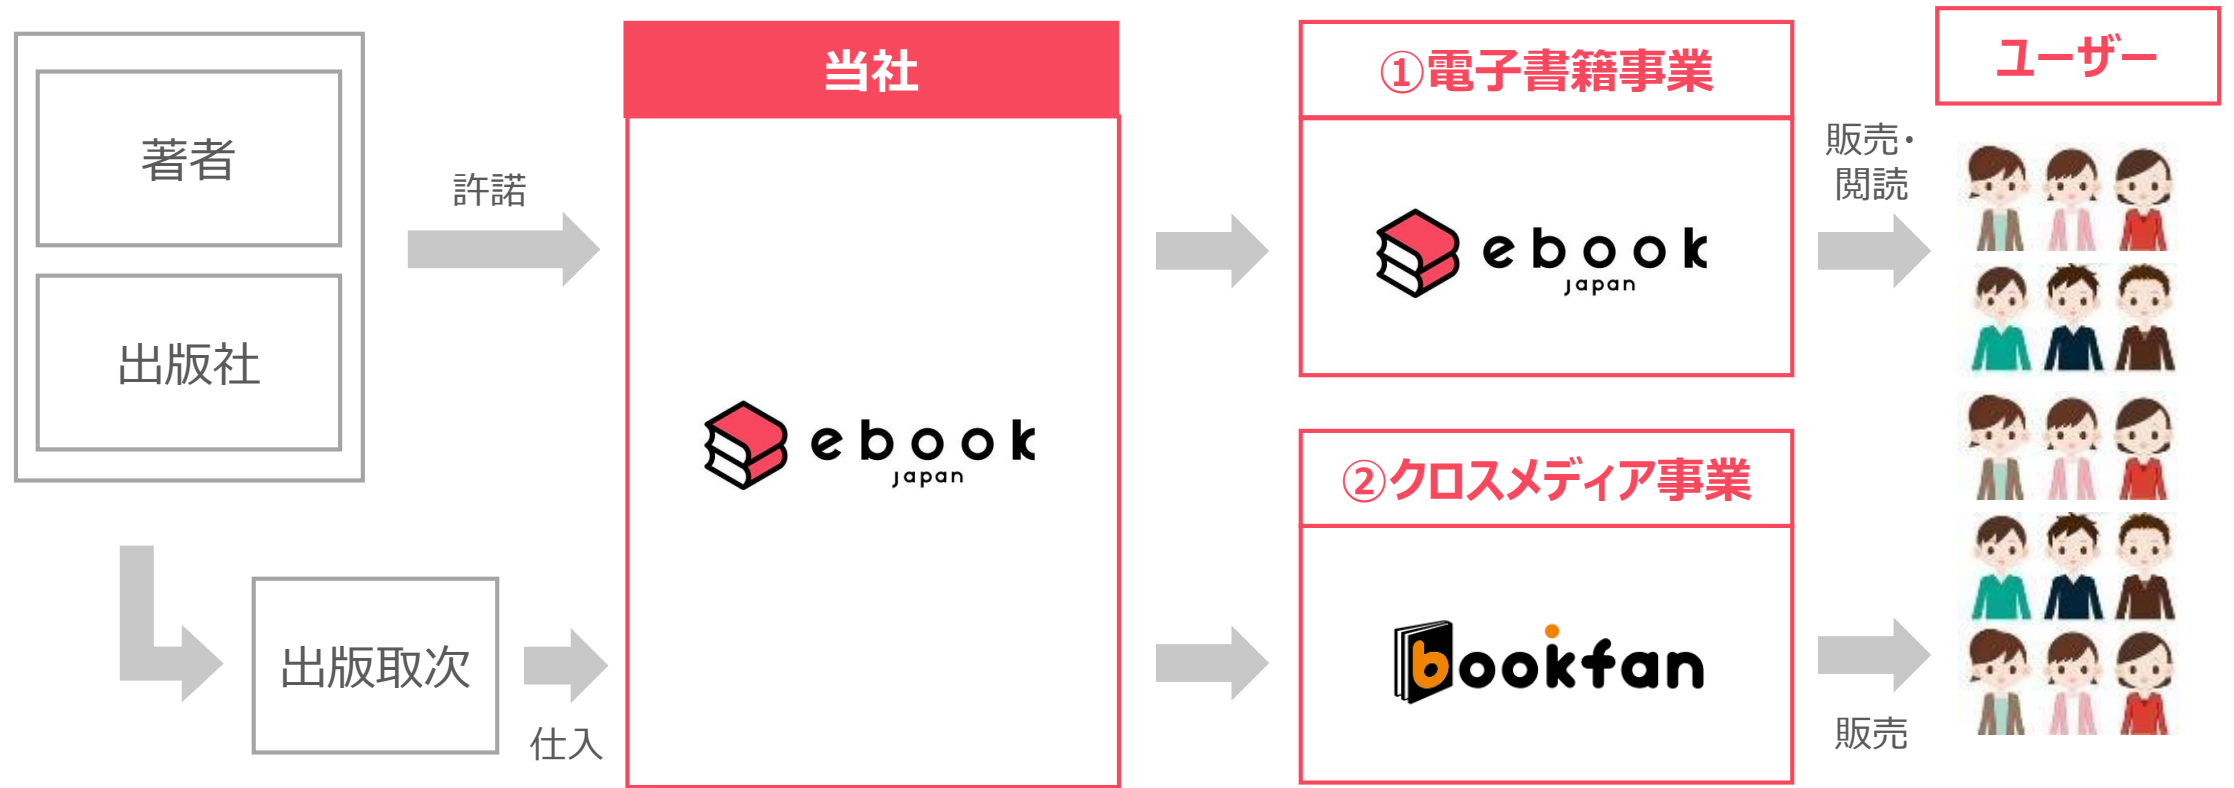 著者
出版社
許諾
出版取次
仕入
当社
ebook
japan
①電子書籍事業
ebook
japan
②クロスメディア事業
bookfan
販売・
閲読
販売
ユーザー